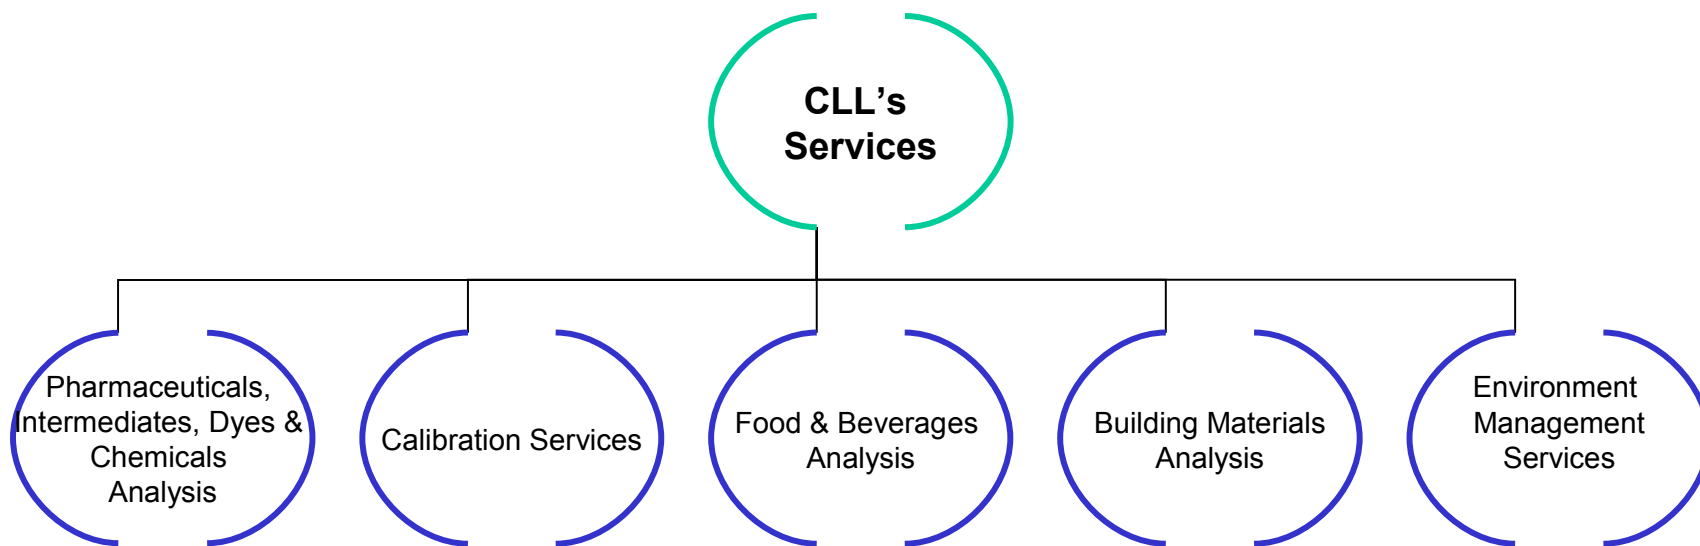 CLL’s
Services
Pharmaceuticals,
Intermediates, Dyes &
Chemicals
Analysis
Calibration Services
Food & Beverages
Analysis
Building Materials
Analysis
Environment
Management
Services